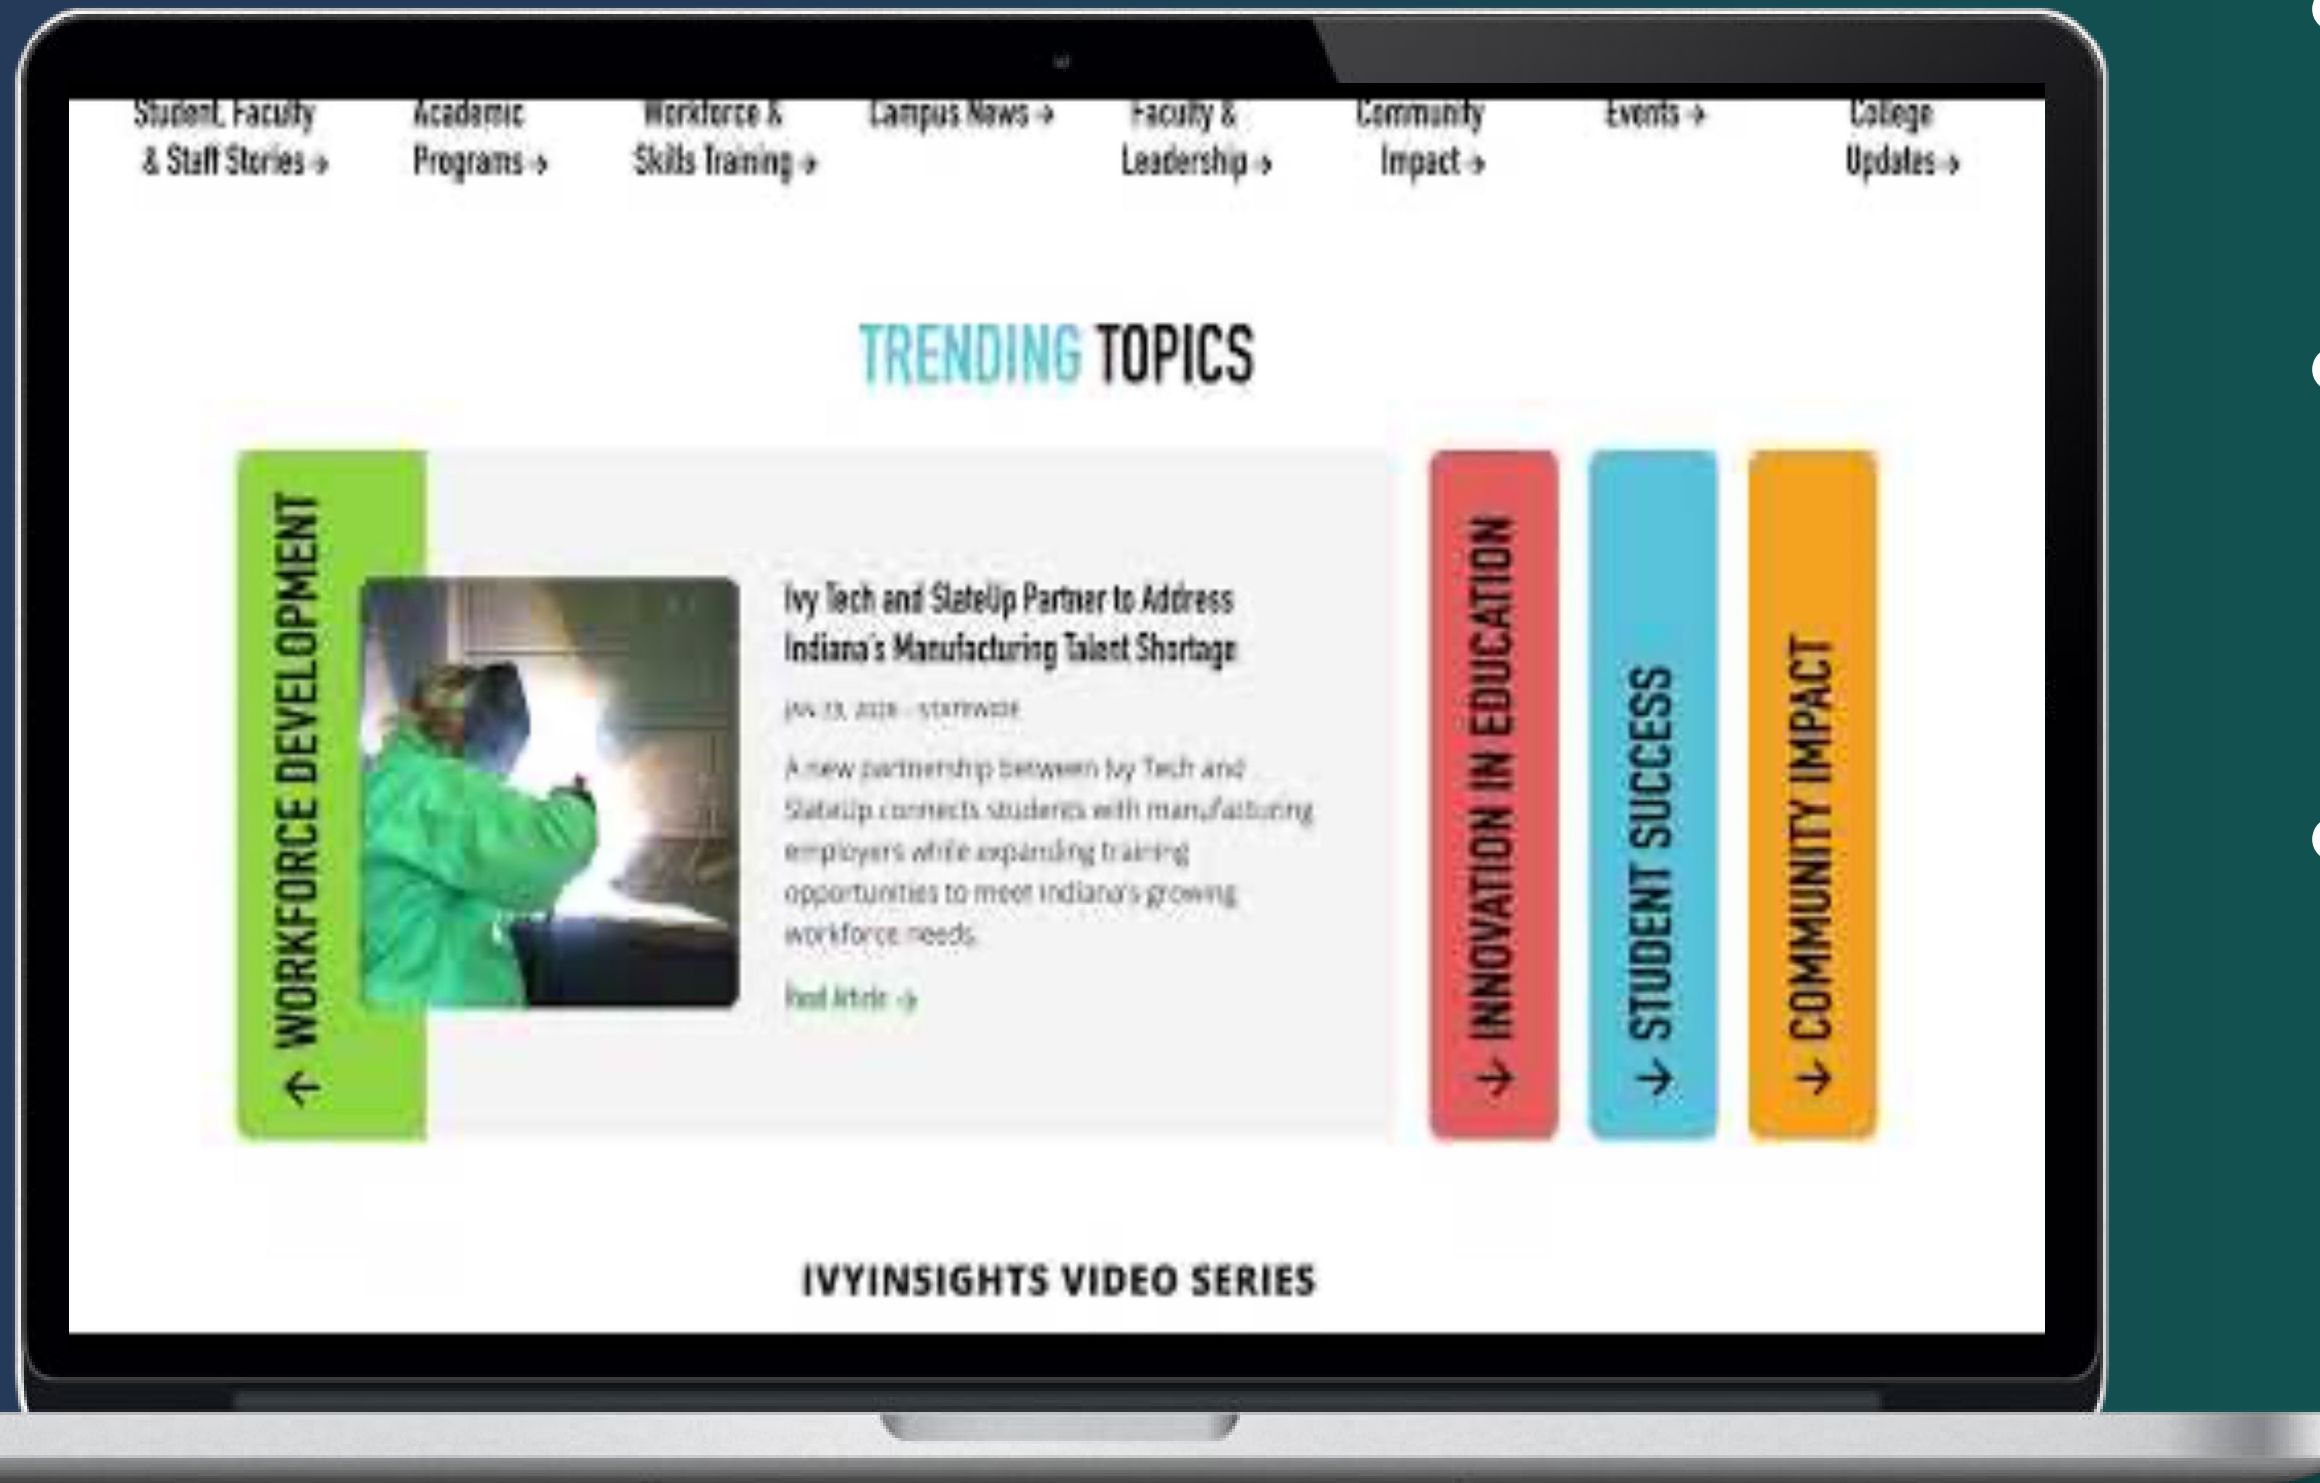 Student, Faculty
& Staff Stories →
Academic
Programs →
Workforce &
Skills Training →
Campus News →
Faculty &
Leadership →
Community
Impact →
Events →
College
Updates →
TRENDING TOPICS
→ WORKFORCE DEVELOPMENT
Ivy Tech and SlateUp Partner to Address
Indiana's Manufacturing Talent Shortage
STATEWIDE
A new partnership between Ivy Tech and
SlateUp connects students with manufacturing
employers while expanding training
opportunities to meet Indiana's growing
workforce needs.
Read Article →
← INNOVATION IN EDUCATION
← STUDENT SUCCESS
← COMMUNITY IMPACT
IVYINSIGHTS VIDEO SERIES